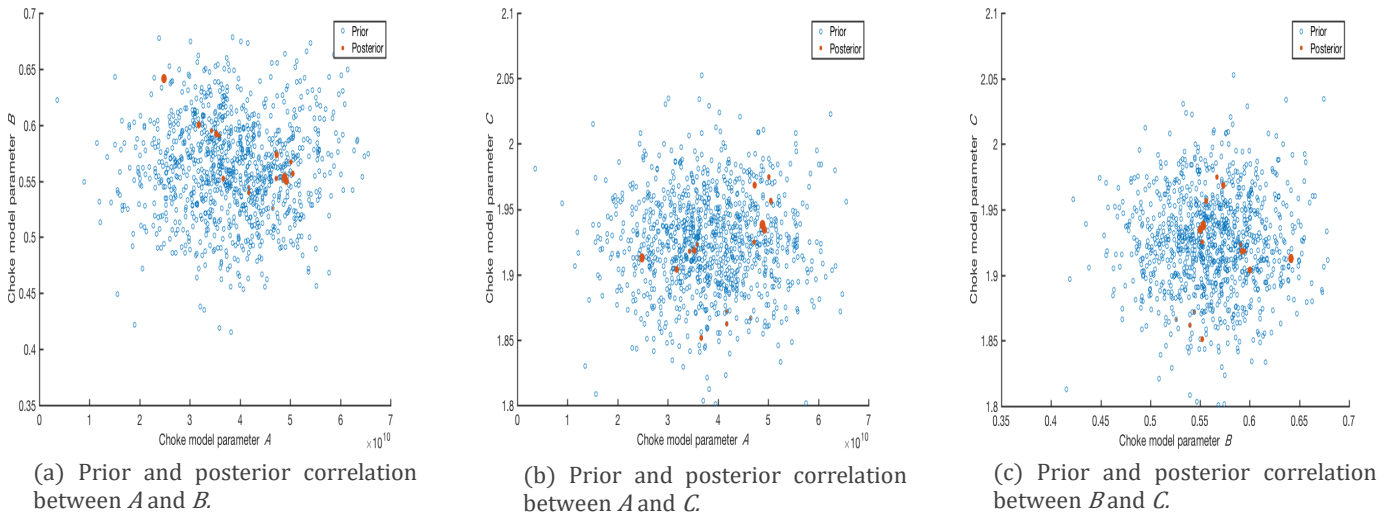 0.7
0.65
0.6
0.55
0.5
0.45
0.4
0.35
Choke model parameter B
0 1 2 3 4 5 6 7
×10^10
Choke model parameter A
Prior
Posterior
(a) Prior and posterior correlation
between A and B.
2.1
2.05
2
1.95
1.9
1.85
1.8
Choke model parameter C
0 1 2 3 4 5 6 7
×10^10
Choke model parameter A
Prior
Posterior
(b) Prior and posterior correlation
between A and C.
2.1
2.05
2
1.95
1.9
1.85
1.8
Choke model parameter C
0.35 0.4 0.45 0.5 0.55 0.6 0.65 0.7
Choke model parameter B
Prior
Posterior
(c) Prior and posterior correlation
between B and C.